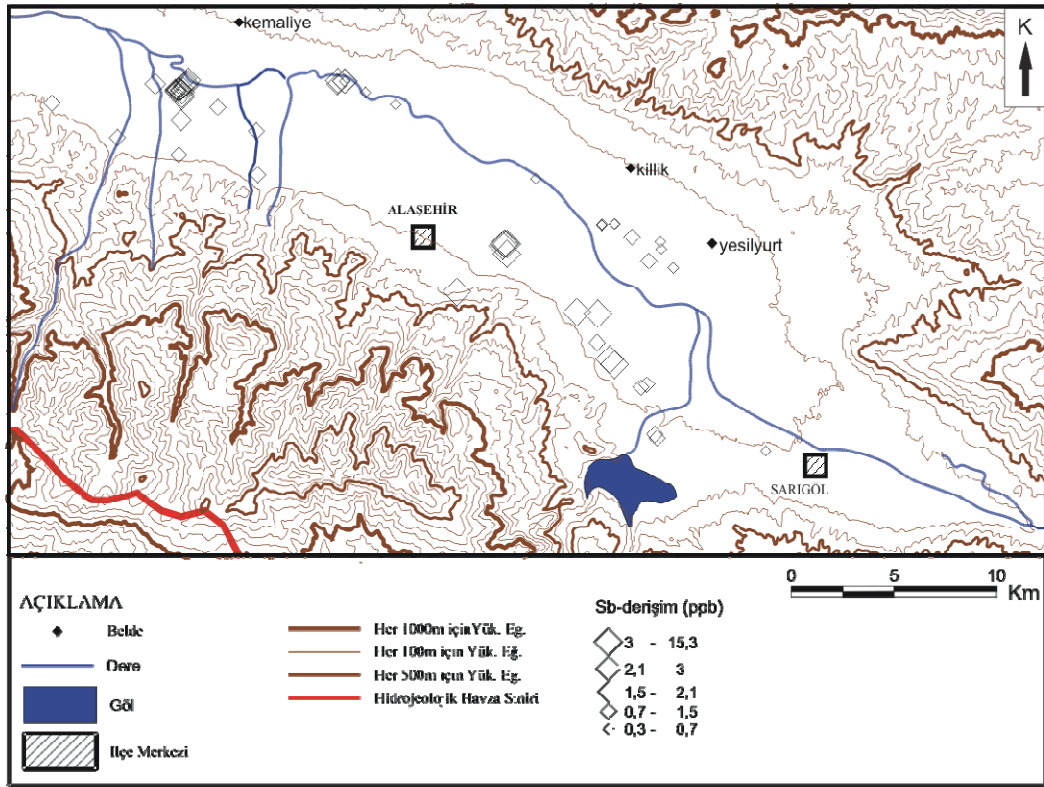 kemaliye
K
killik
ALAŞEHİR
yesilyurt
SARIGÖL
AÇIKLAMA
Belde
Dere
Göl
İlçe Merkezi
Her 1000m için Yük. Eg.
Her 100m için Yük. Eğ.
Her 500m için Yük. Eg.
Hidrojeolojik Havza Sınırı
Sb-derişim (ppb)
3 - 15,3
2,1 3
1,5 - 2,1
0,7 - 1,5
0,3 - 0,7
0 5 10
Km